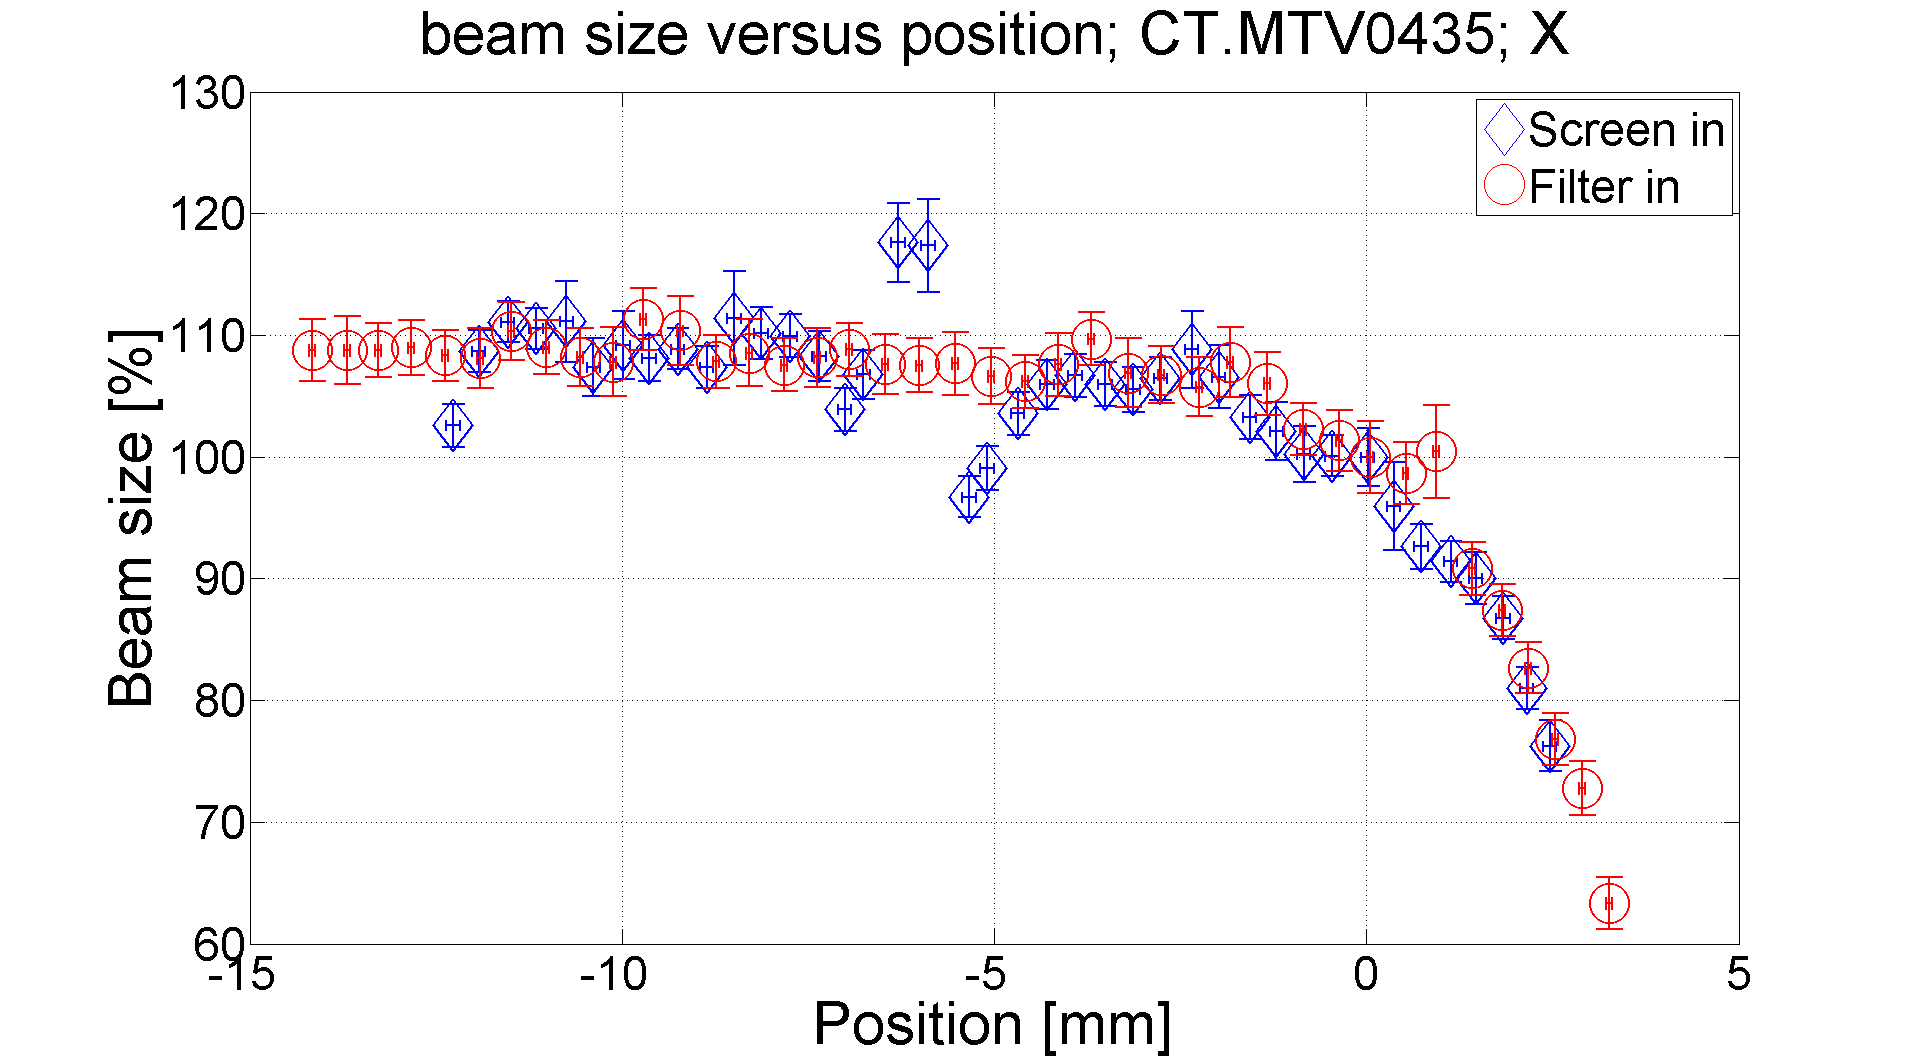 beam size versus position; CT.MTV0435; X
130
120
110
100
90
80
70
60
Beam size [%]
Screen in
Filter in
-15 -10 -5 0 5
Position [mm]